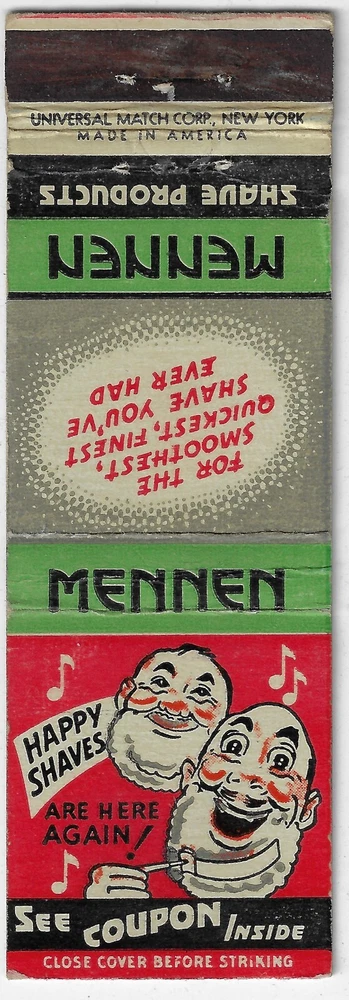 UNIVERSAL MATCH CORP., NEW YORK
MADE IN AMERICA
SHAVE PRODUCTS
MENNEN
FOR THE
SMOOTHEST,
QUICKEST, FINEST
SHAVE YOU'VE
EVER HAD
MENNEN
HAPPY
SHAVES
ARE HERE
AGAIN!
SEE COUPON INSIDE
CLOSE COVER BEFORE STRIKING